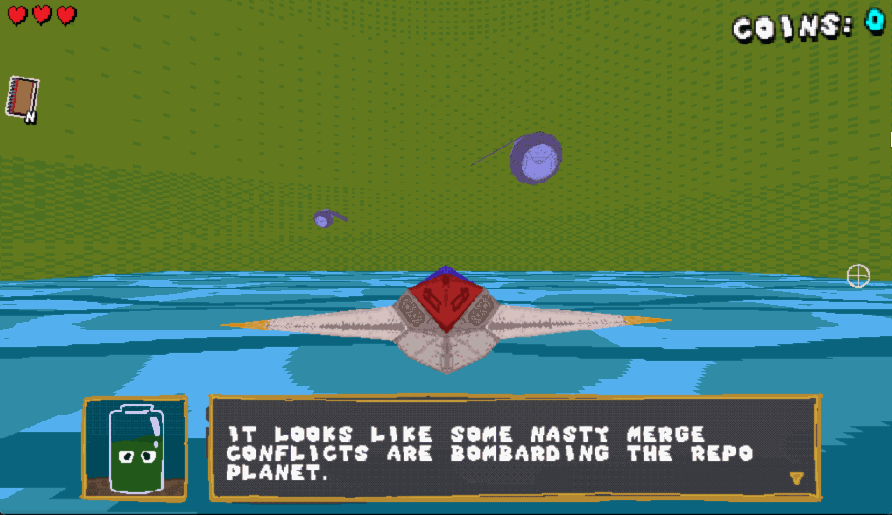 COINS: 0
N
IT LOOKS LIKE SOME NASTY MERGE
CONFLICTS ARE BOMBARDING THE REPO
PLANET.